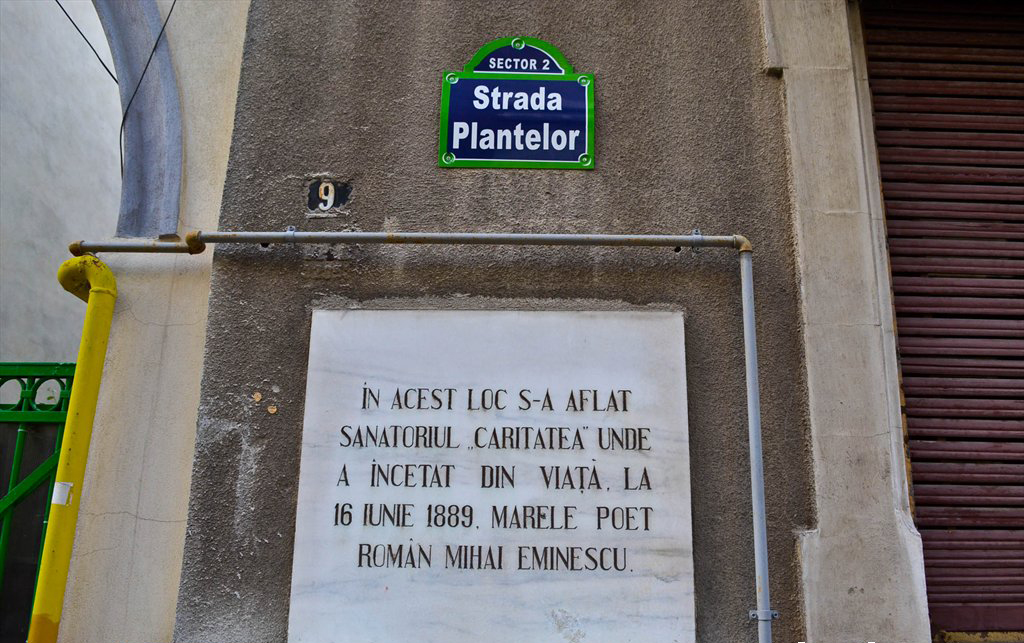 SECTOR 2
Strada
Plantelor
9
ÎN ACEST LOC S-A AFLAT
SANATORIUL „CARITATEA" UNDE
A ÎNCETAT DIN VIAȚĂ, LA
16 IUNIE 1889, MARELE POET
ROMÂN MIHAI EMINESCU.